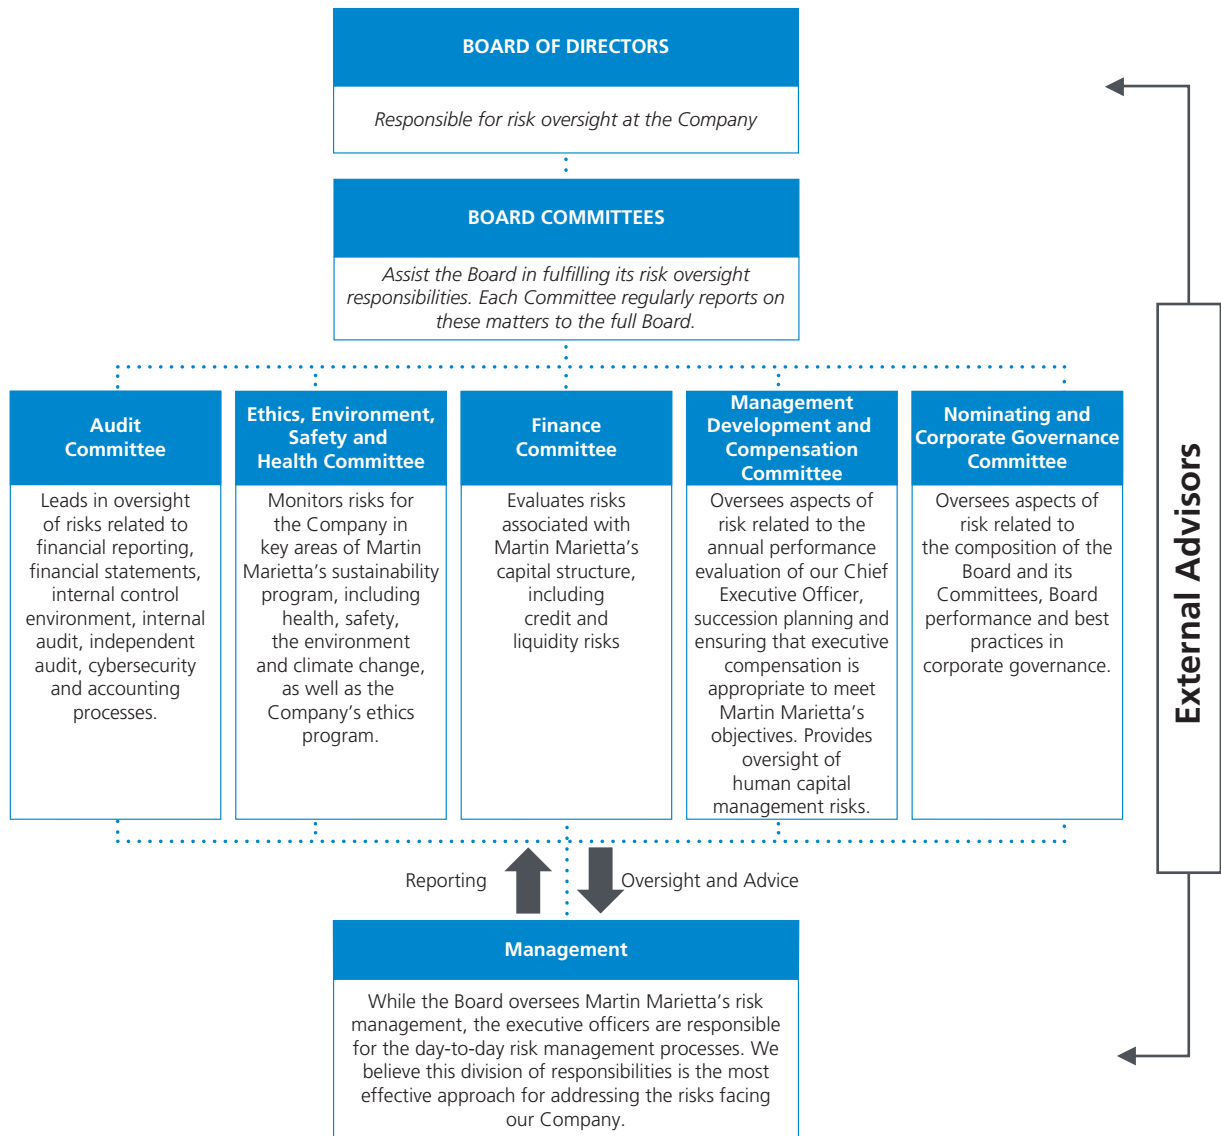 BOARD OF DIRECTORS
Responsible for risk oversight at the Company
BOARD COMMITTEES
Assist the Board in fulfilling its risk oversight
responsibilities. Each Committee regularly reports on
these matters to the full Board.
Audit
Committee
Leads in oversight
of risks related to
financial reporting,
financial statements,
internal control
environment, internal
audit, independent
audit, cybersecurity
and accounting
processes.
Ethics, Environment,
Safety and
Health Committee
Monitors risks for
the Company in
key areas of Martin
Marietta’s sustainability
program, including
health, safety,
the environment
and climate change,
as well as the
Company’s ethics
program.
Finance
Committee
Evaluates risks
associated with
Martin Marietta’s
capital structure,
including
credit and
liquidity risks
Management
Development and
Compensation
Committee
Oversees aspects of
risk related to the
annual performance
evaluation of our Chief
Executive Officer,
succession planning and
ensuring that executive
compensation is
appropriate to meet
Martin Marietta’s
objectives. Provides
oversight of
human capital
management risks.
Nominating and
Corporate Governance
Committee
Oversees aspects of
risk related to
the composition of the
Board and its
Committees, Board
performance and best
practices in
corporate governance.
External Advisors
Reporting
Oversight and Advice
Management
While the Board oversees Martin Marietta’s risk
management, the executive officers are responsible
for the day-to-day risk management processes. We
believe this division of responsibilities is the most
effective approach for addressing the risks facing
our Company.